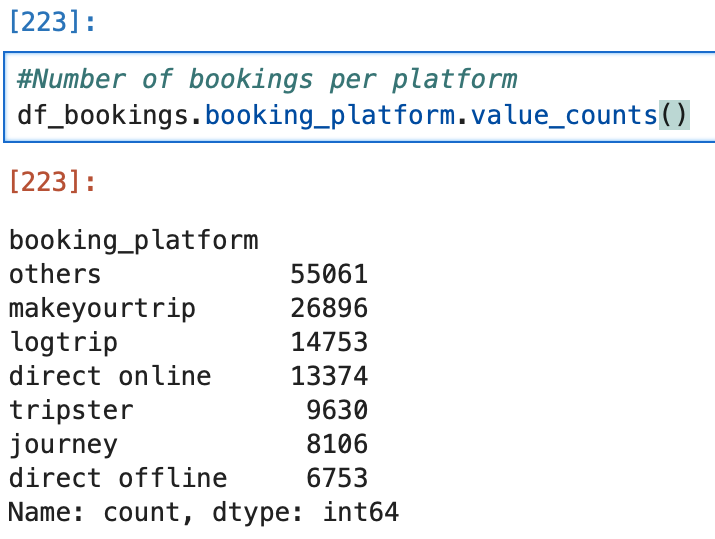 [223]:
#Number of bookings per platform
df_bookings.booking_platform.value_counts()
[223]:
booking_platform
others            55061
makeyourtrip      26896
logtrip           14753
direct online     13374
tripster           9630
journey            8106
direct offline     6753
Name: count, dtype: int64